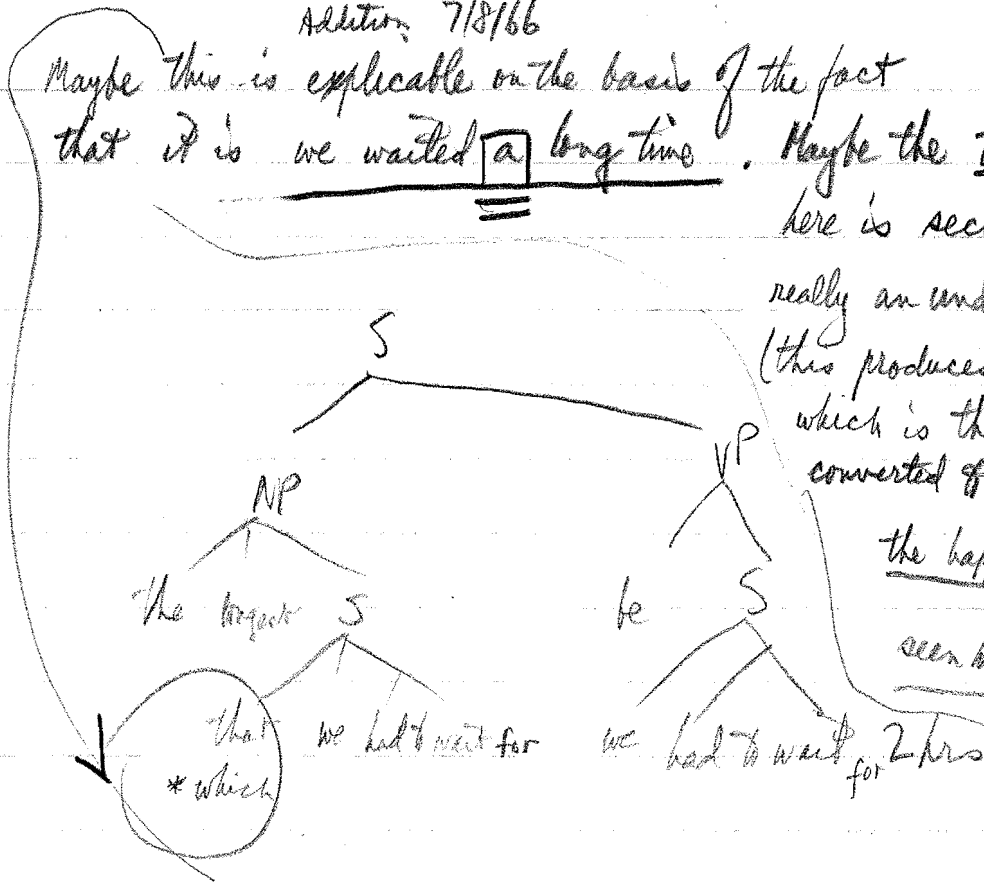 Addition 7/8/66
Maybe this is explicable on the basis of the fact
that it is we waited a long time . Maybe the
here is
really an
(this produces
which is
converted of
the
seen
S
NP VP
the longest S be S
that we had to wait for we had to wait for 2 hrs
* which